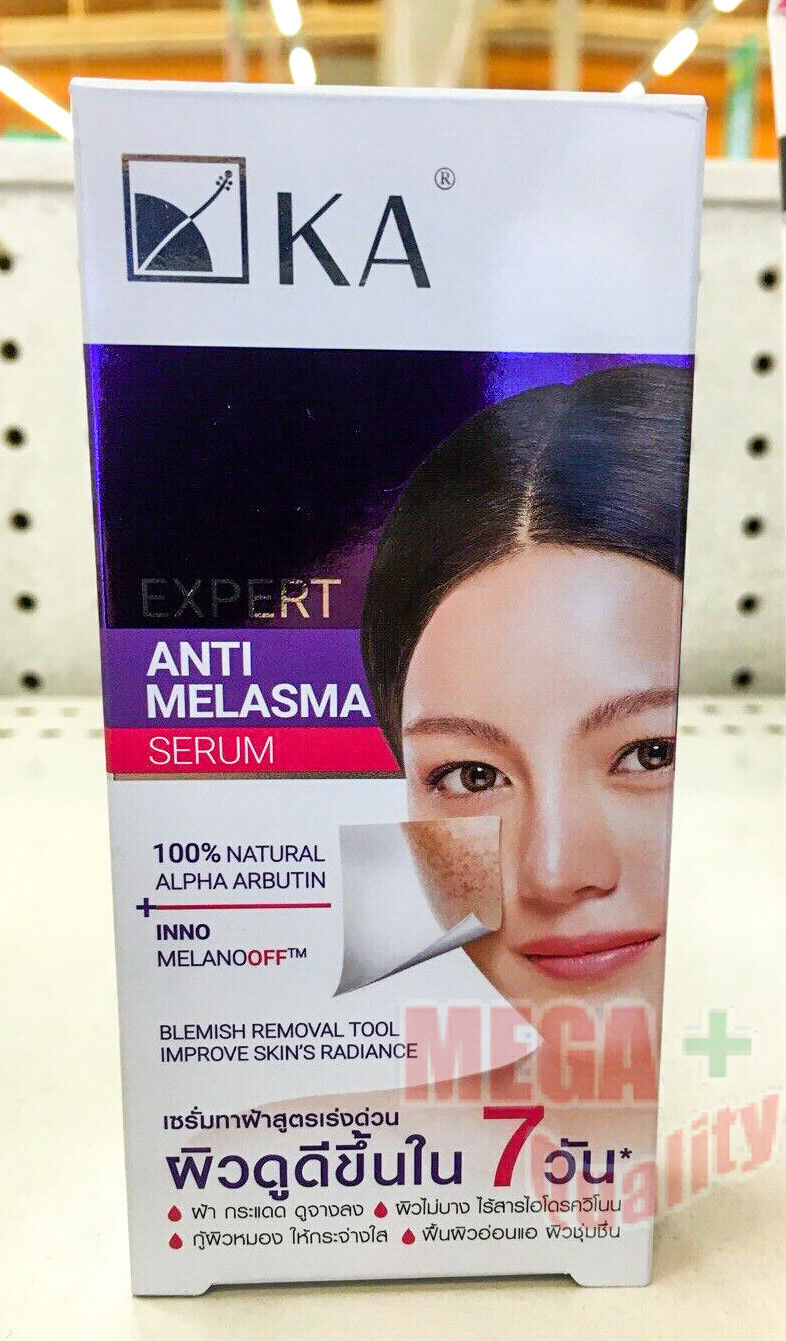 KA®
EXPERT
ANTI
MELASMA
SERUM
100% NATURAL
ALPHA ARBUTIN
+
INNO
MELANOOFF™
BLEMISH REMOVAL TOOL
IMPROVE SKIN'S RADIANCE
เซรั่มทาฝ้าสูตรเร่งด่วน
ผิวดูดีขึ้นใน 7 วัน*
ฝ้า กระแดด ดูจางลง ผิวไม่บาง ไร้สารไฮโดรควิโนน
กู้ผิวหมอง ให้กระจ่างใส ฟื้นผิวอ่อนแอ ผิวชุ่มชื้น
MEGA+
Quality